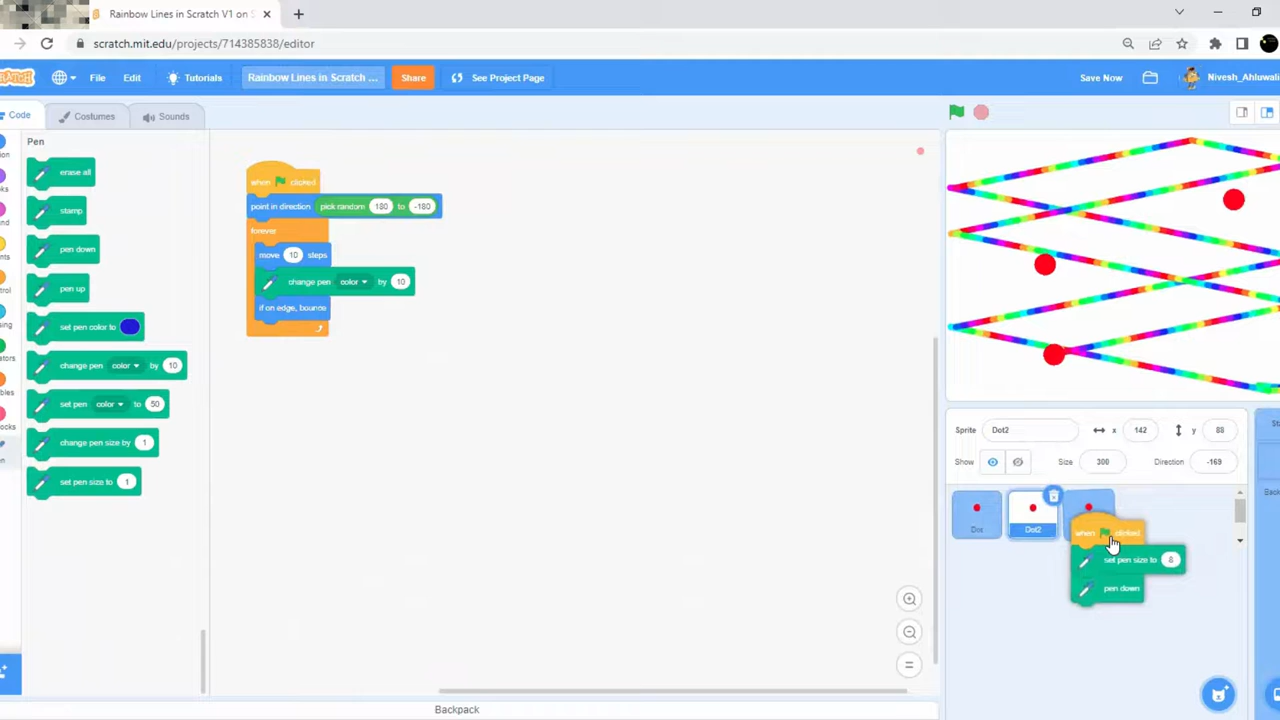 Rainbow Lines in Scratch V1 on S
scratch.mit.edu/projects/714385838/editor
File
Edit
Tutorials
Rainbow Lines in Scratch ...
Share
See Project Page
Save Now
Nivesh_Ahluwali
Code
Costumes
Sounds
Pen
erase all
stamp
pen down
pen up
set pen color to
change pen color by 10
set pen color to 50
change pen size by 1
set pen size to 1
when clicked
point in direction pick random 180 to -180
forever
move 10 steps
change pen color by 10
if on edge, bounce
Sprite Dot2 x 142 y 88
Show Size 300 Direction -169
Dot
Dot2
when clicked
set pen size to 8
pen down
Backpack